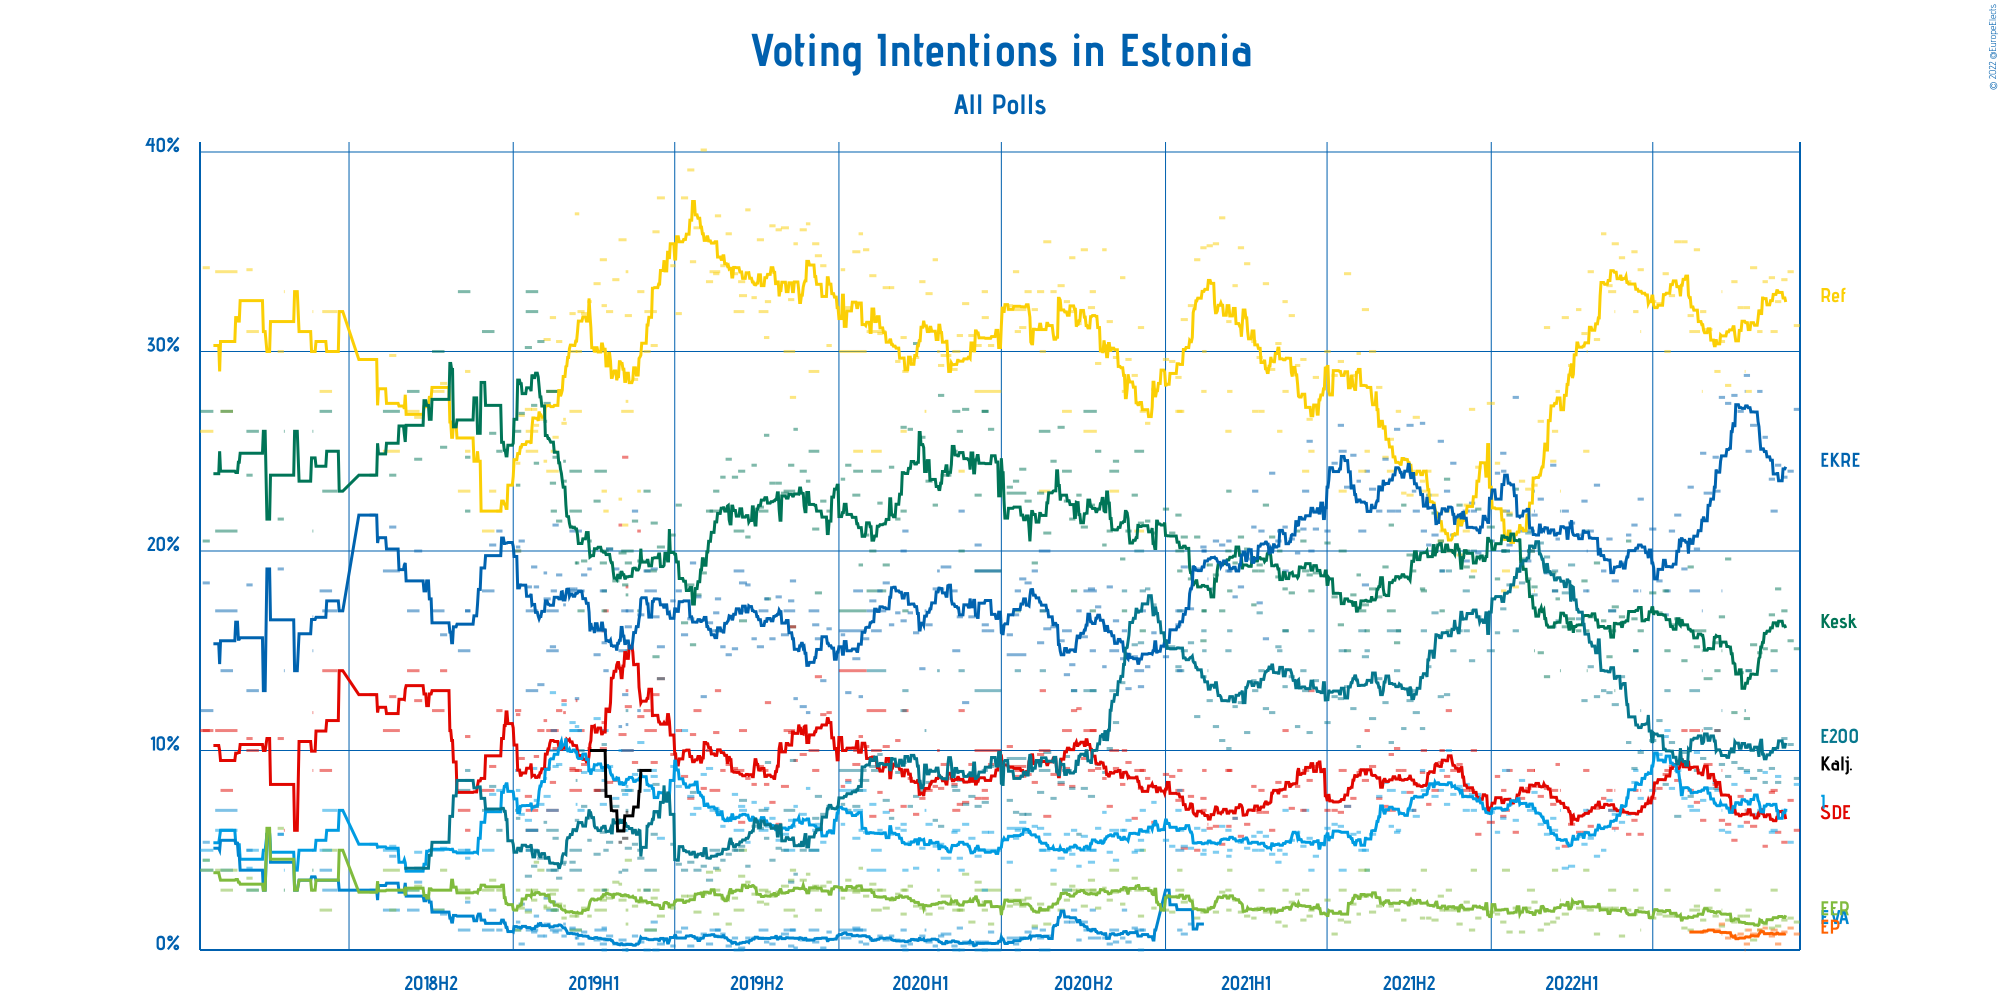 © 2022 @EuropeElects
Voting Intentions in Estonia
All Polls
40%
30%
20%
10%
0%
Ref
EKRE
Kesk
E200
Kalj.
I
SDE
EER
EVA
EP
2018H2
2019H1
2019H2
2020H1
2020H2
2021H1
2021H2
2022H1